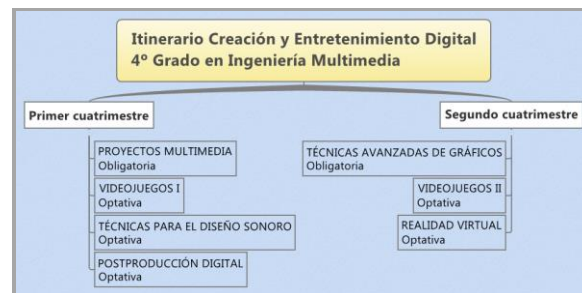 Itinerario Creación y Entretenimiento Digital
4º Grado en Ingeniería Multimedia
Primer cuatrimestre
PROYECTOS MULTIMEDIA
Obligatoria
VIDEOJUEGOS I
Optativa
TÉCNICAS PARA EL DISEÑO SONORO
Optativa
POSTPRODUCCIÓN DIGITAL
Optativa
Segundo cuatrimestre
TÉCNICAS AVANZADAS DE GRÁFICOS
Obligatoria
VIDEOJUEGOS II
Optativa
REALIDAD VIRTUAL
Optativa